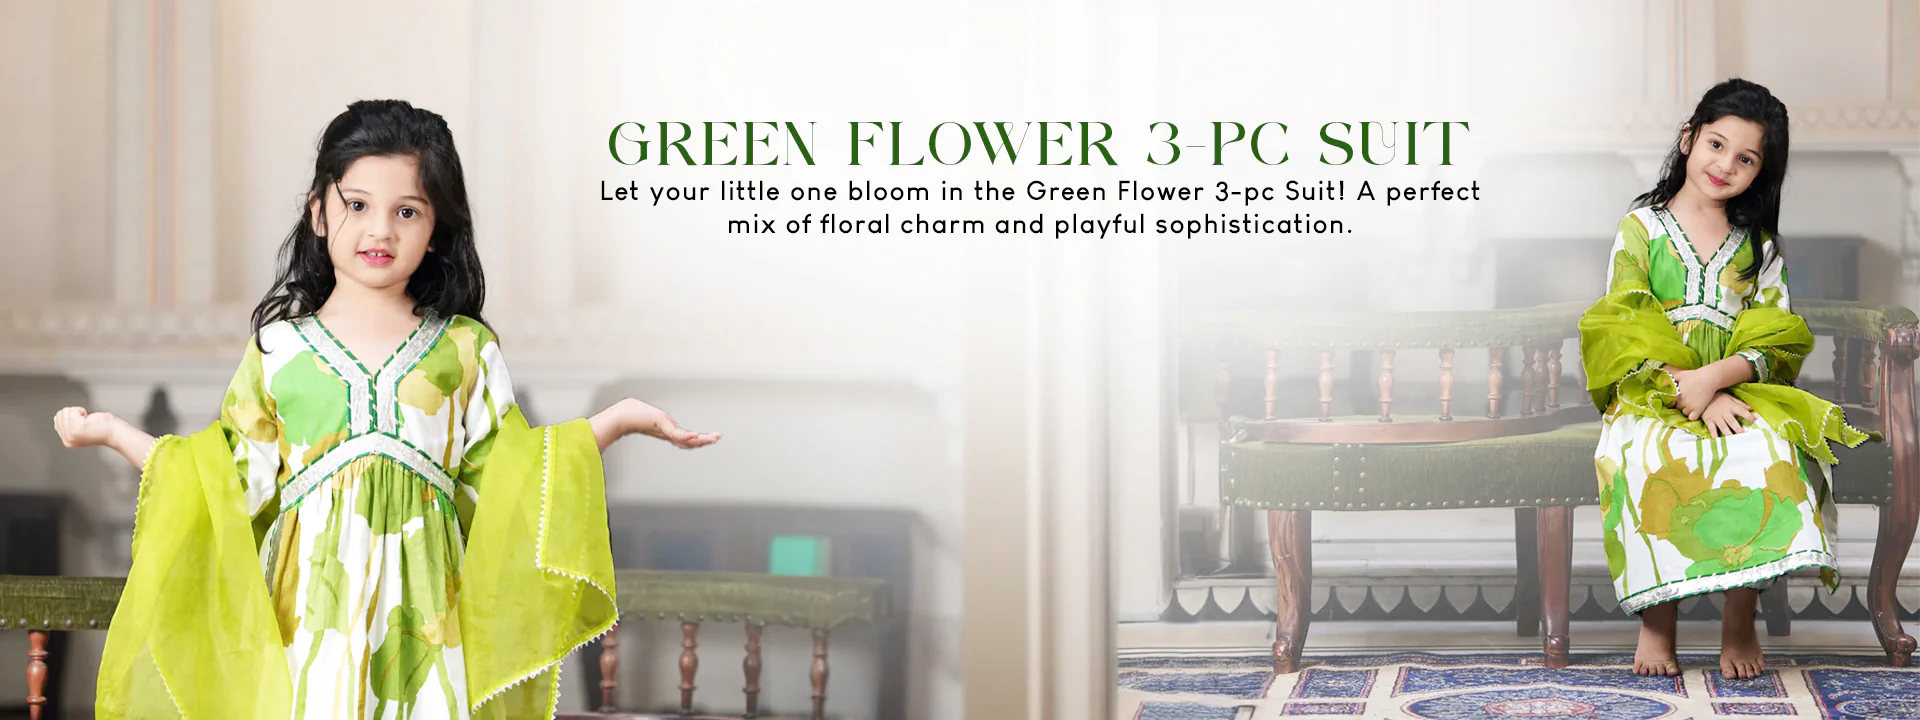 GREEN FLOWER 3-PC SUIT
Let your little one bloom in the Green Flower 3-pc Suit! A perfect
mix of floral charm and playful sophistication.